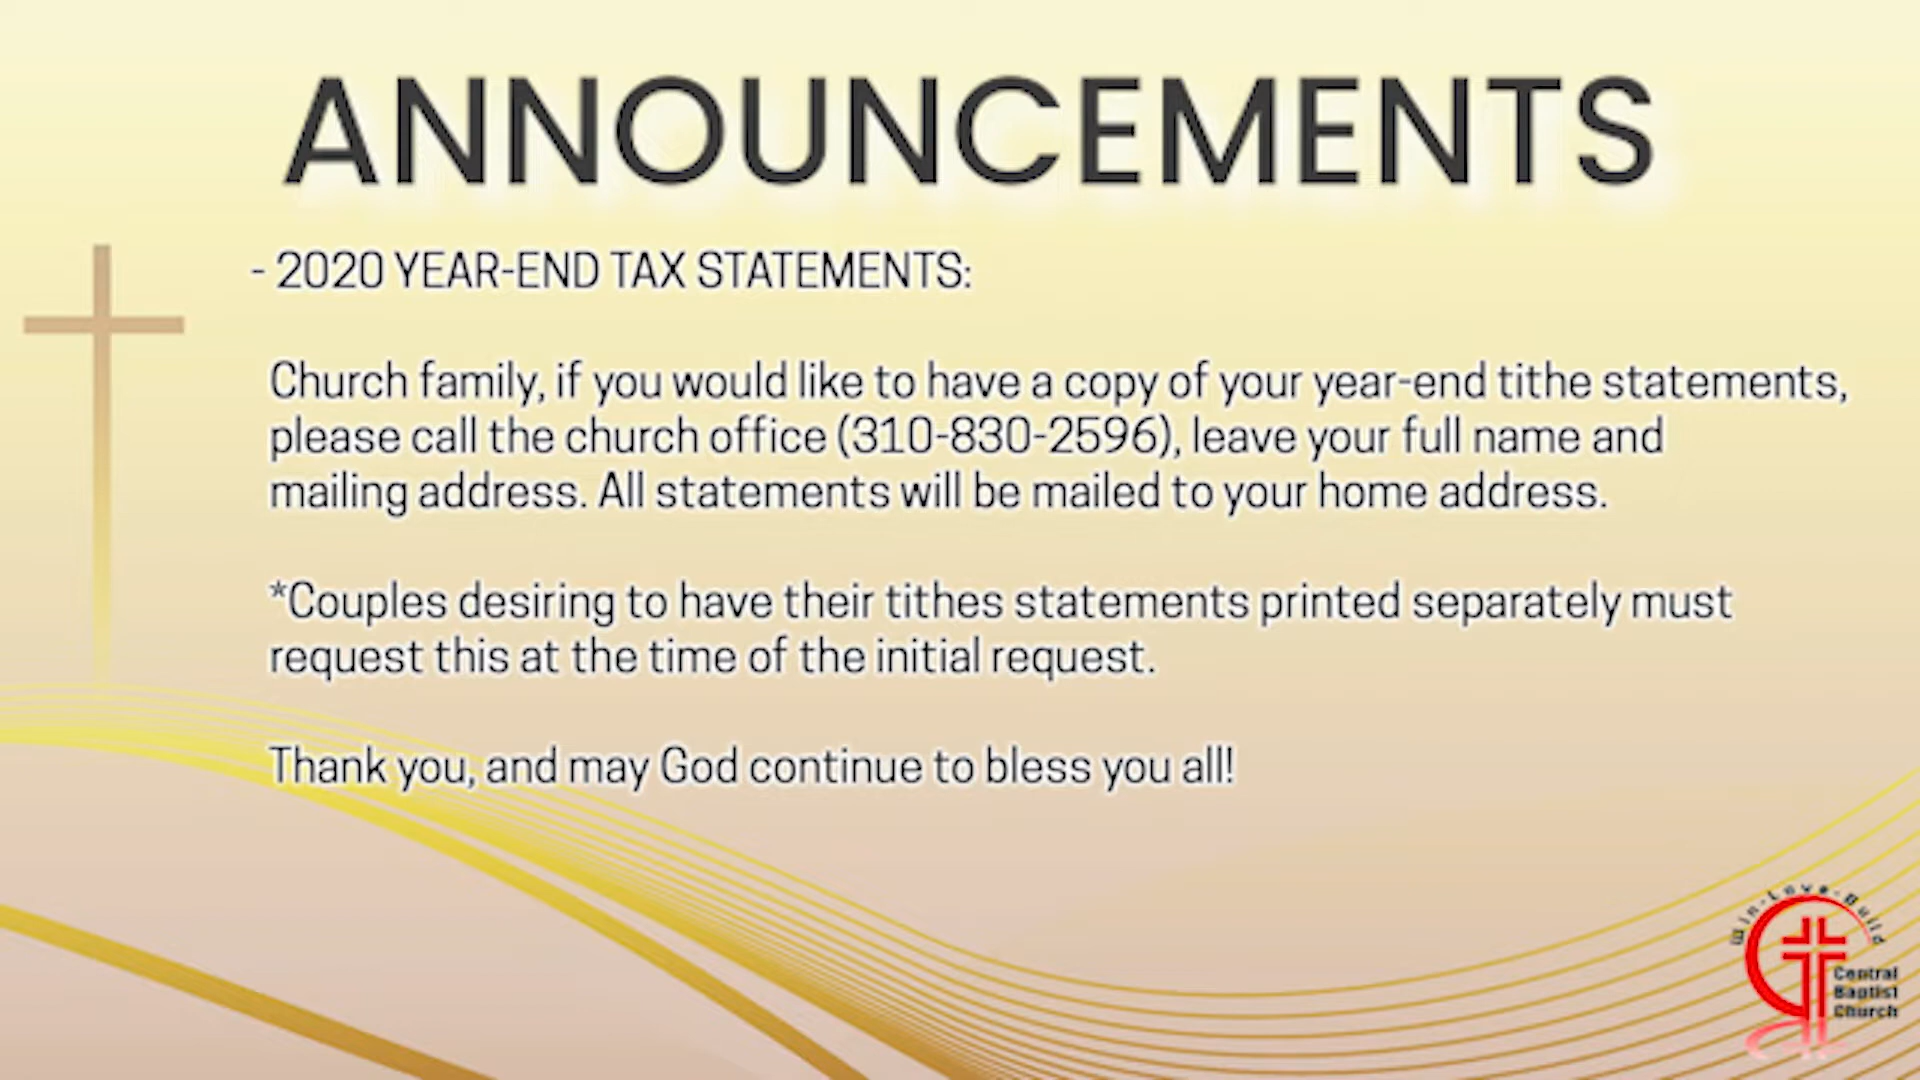 ANNOUNCEMENTS
- 2020 YEAR-END TAX STATEMENTS:
Church family, if you would like to have a copy of your year-end tithe statements,
please call the church office (310-830-2596), leave your full name and
mailing address. All statements will be mailed to your home address.
*Couples desiring to have their tithes statements printed separately must
request this at the time of the initial request.
Thank you, and may God continue to bless you all!
Win-Love-Build
Central
Baptist
Church